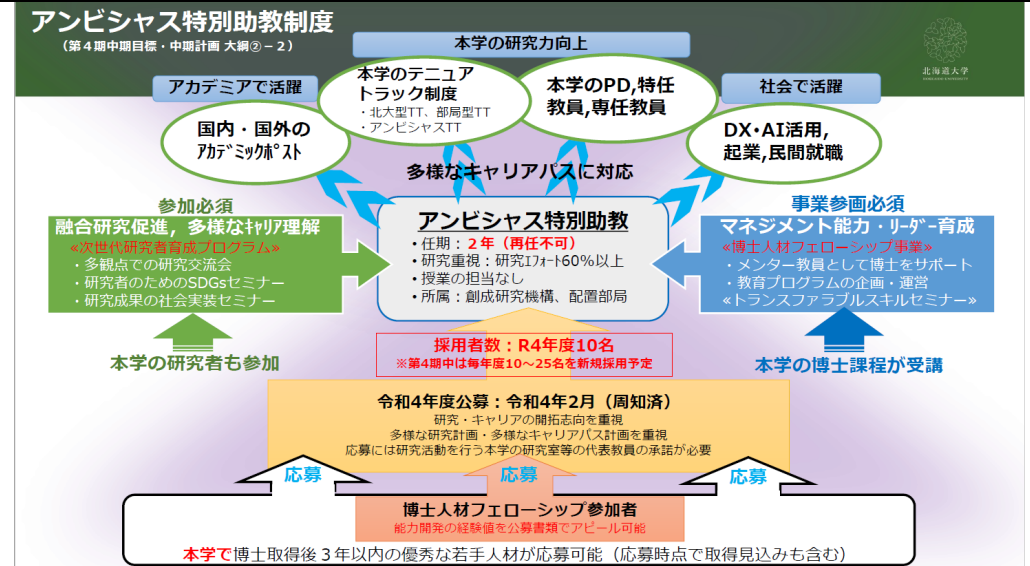 アンビシャス特別助教制度
（第４期中期目標・中期計画 大綱②－２）
北海道大学
HOKKAIDO UNIVERSITY
本学の研究力向上
アカデミアで活躍
社会で活躍
国内・国外の
ｱｶﾃﾞﾐｯｸﾎﾟｽﾄ
本学のテニュア
トラック制度
・北大型TT、部局型TT
・アンビシャスTT
本学のPD,特任
教員,専任教員
DX・AI活用,
起業,民間就職
多様なキャリアパスに対応
参加必須
融合研究促進，多様なｷｬﾘｱ理解
≪次世代研究者育成プログラム≫
・多観点での研究交流会
・研究者のためのSDGsセミナー
・研究成果の社会実装セミナー
本学の研究者も参加
アンビシャス特別助教
・任期：２年（再任不可）
・研究重視：研究ｴﾌｫｰﾄ60％以上
・授業の担当なし
・所属：創成研究機構、配置部局
事業参画必須
マネジメント能力・ﾘｰﾀﾞｰ育成
≪博士人材フェローシップ事業≫
・メンター教員として博士をサポート
・教育プログラムの企画・運営
≪トランスファラブルスキルセミナー≫
本学の博士課程が受講
採用者数：R4年度10名
※第4期中は毎年度10～25名を新規採用予定
令和4年度公募：令和4年2月（周知済）
研究・キャリアの開拓志向を重視
多様な研究計画・多様なキャリアパス計画を重視
応募には研究活動を行う本学の研究室等の代表教員の承諾が必要
応募
応募
応募
博士人材フェローシップ参加者
能力開発の経験値を公募書類でアピール可能
本学で博士取得後３年以内の優秀な若手人材が応募可能（応募時点で取得見込みも含む）